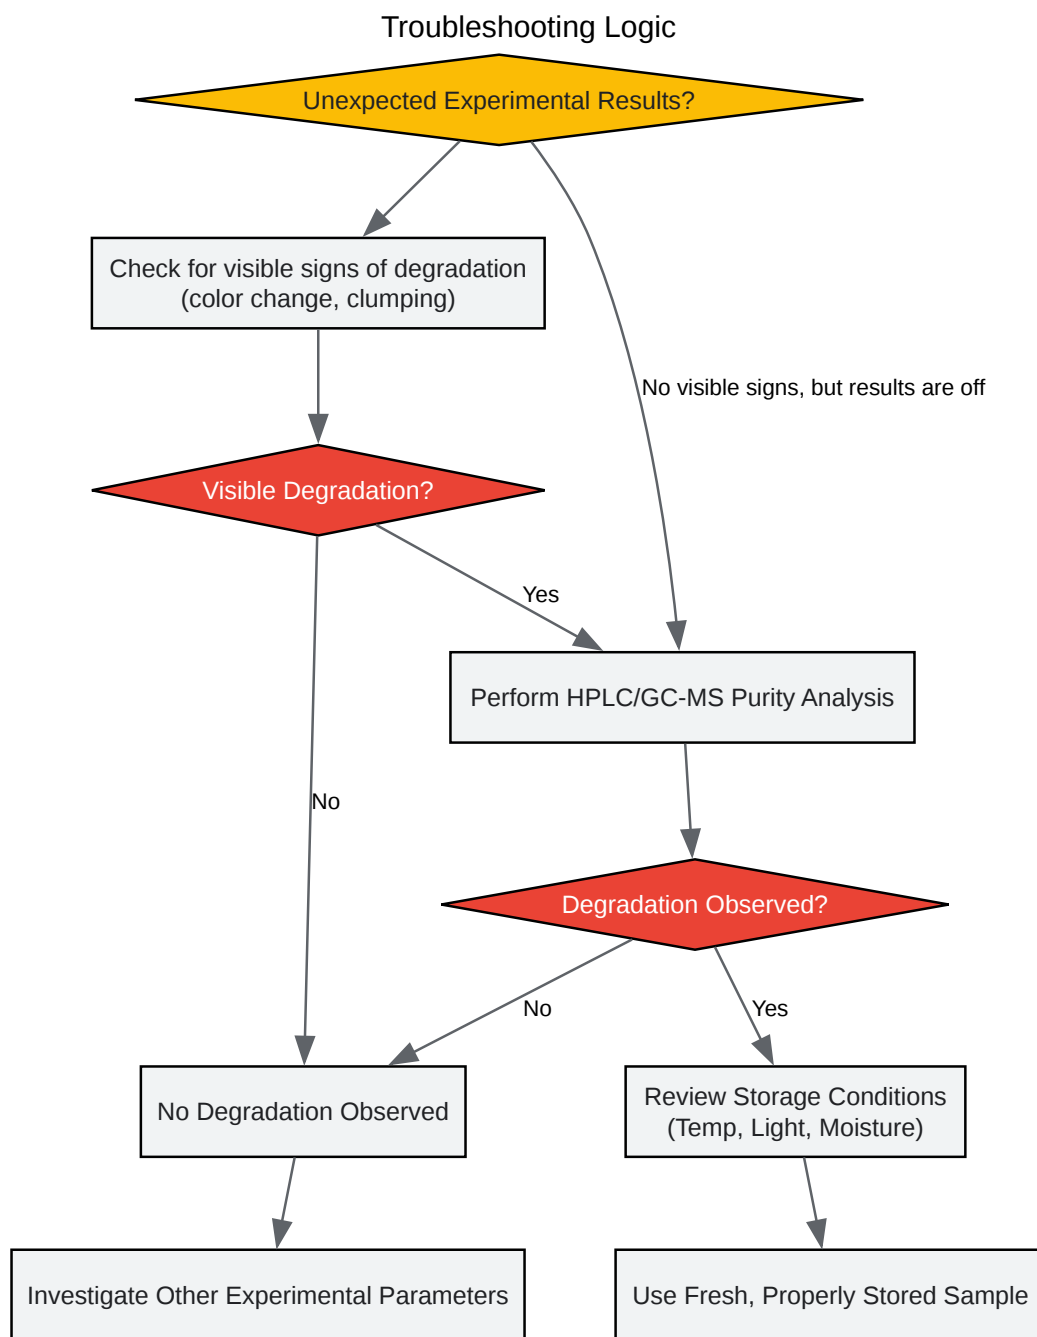 Troubleshooting Logic
Unexpected Experimental Results?
Check for visible signs of degradation
(color change, clumping)
No visible signs, but results are off
Visible Degradation?
Yes
Perform HPLC/GC-MS Purity Analysis
No
Degradation Observed?
No
Yes
No Degradation Observed
Review Storage Conditions
(Temp, Light, Moisture)
Investigate Other Experimental Parameters
Use Fresh, Properly Stored Sample